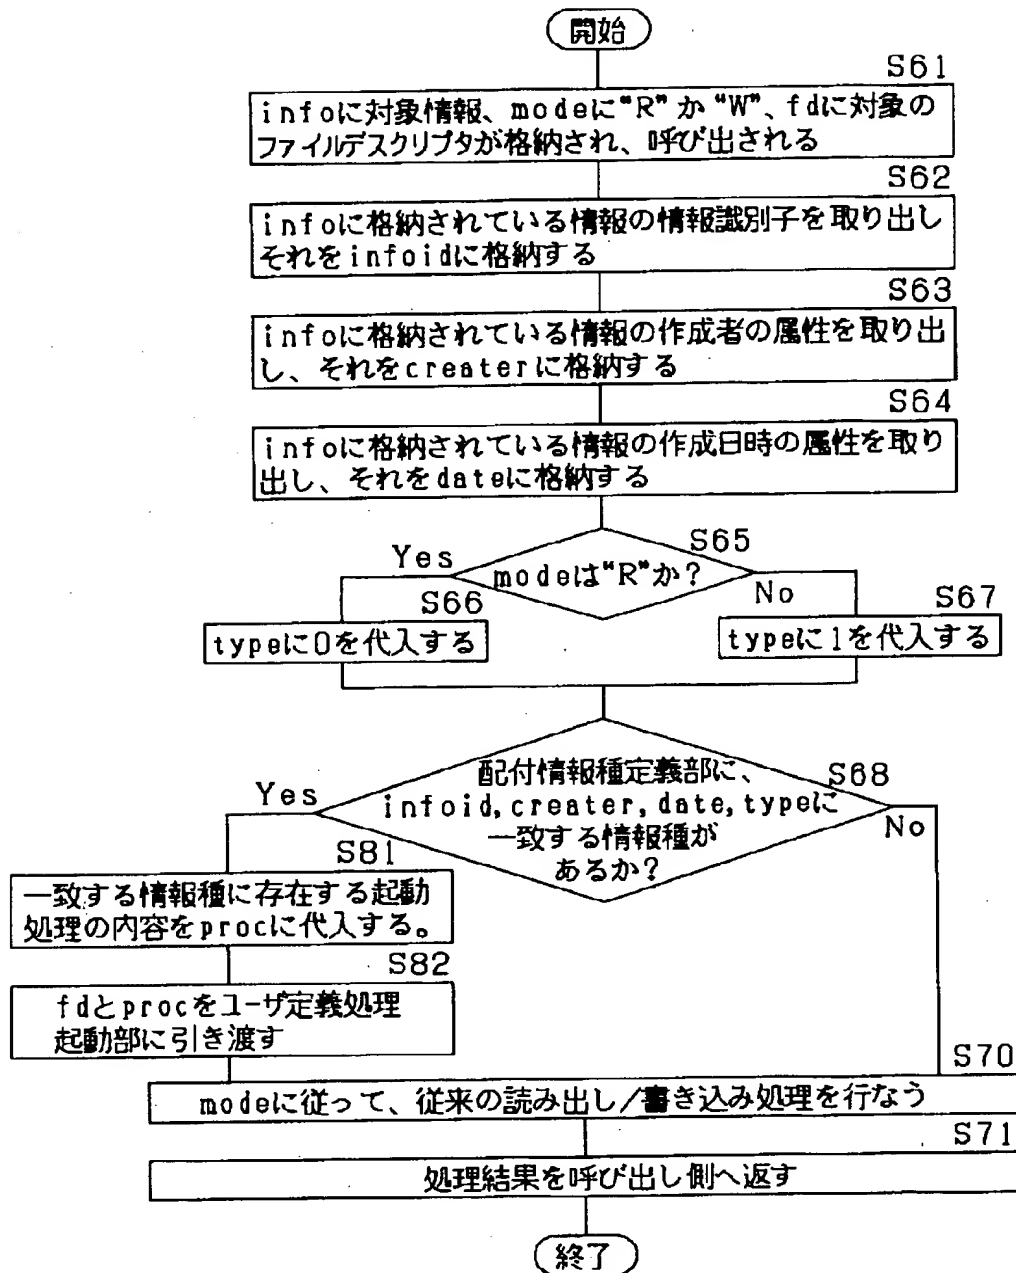 開始
S61
infoに対象情報、modeに“R”か“W”、fdに対象の
ファイルデスクリプタが格納され、呼び出される
S62
infoに格納されている情報の情報識別子を取り出し
それをinfoidに格納する
S63
infoに格納されている情報の作成者の属性を取り出
し、それをcreaterに格納する
S64
infoに格納されている情報の作成日時の属性を取り
出し、それをdateに格納する
S65
modeは“R”か?
Yes
No
S66
typeに0を代入する
S67
typeに1を代入する
S68
配付情報種定義部に、
infoid,creater,date,typeに
一致する情報種が
あるか?
Yes
No
S81
一致する情報種に存在する起動
処理の内容をprocに代入する。
S82
fdとprocをユーザ定義処理
起動部に引き渡す
S70
modeに従って、従来の読み出し/書き込み処理を行なう
S71
処理結果を呼び出し側へ返す
終了